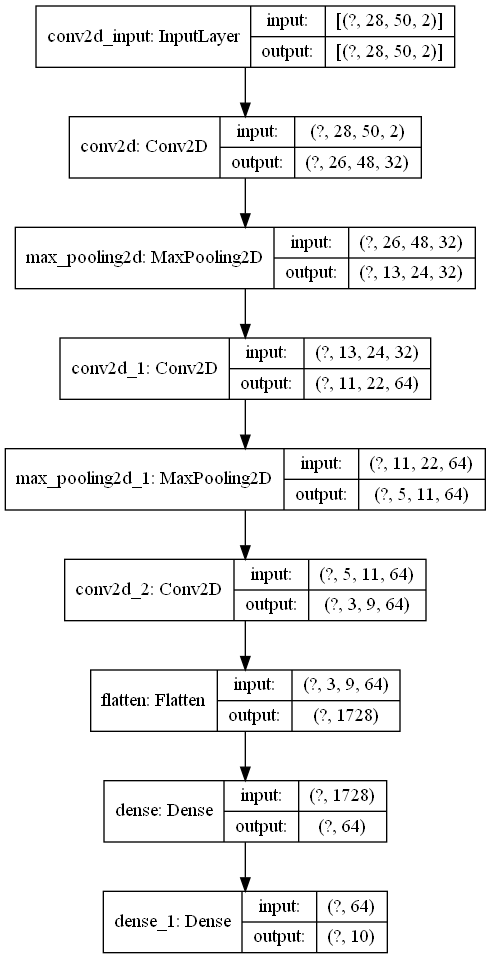 conv2d_input: InputLayer input: [(?, 28, 50, 2)]
output: [(?, 28, 50, 2)]
conv2d: Conv2D input: (?, 28, 50, 2)
output: (?, 26, 48, 32)
max_pooling2d: MaxPooling2D input: (?, 26, 48, 32)
output: (?, 13, 24, 32)
conv2d_1: Conv2D input: (?, 13, 24, 32)
output: (?, 11, 22, 64)
max_pooling2d_1: MaxPooling2D input: (?, 11, 22, 64)
output: (?, 5, 11, 64)
conv2d_2: Conv2D input: (?, 5, 11, 64)
output: (?, 3, 9, 64)
flatten: Flatten input: (?, 3, 9, 64)
output: (?, 1728)
dense: Dense input: (?, 1728)
output: (?, 64)
dense_1: Dense input: (?, 64)
output: (?, 10)